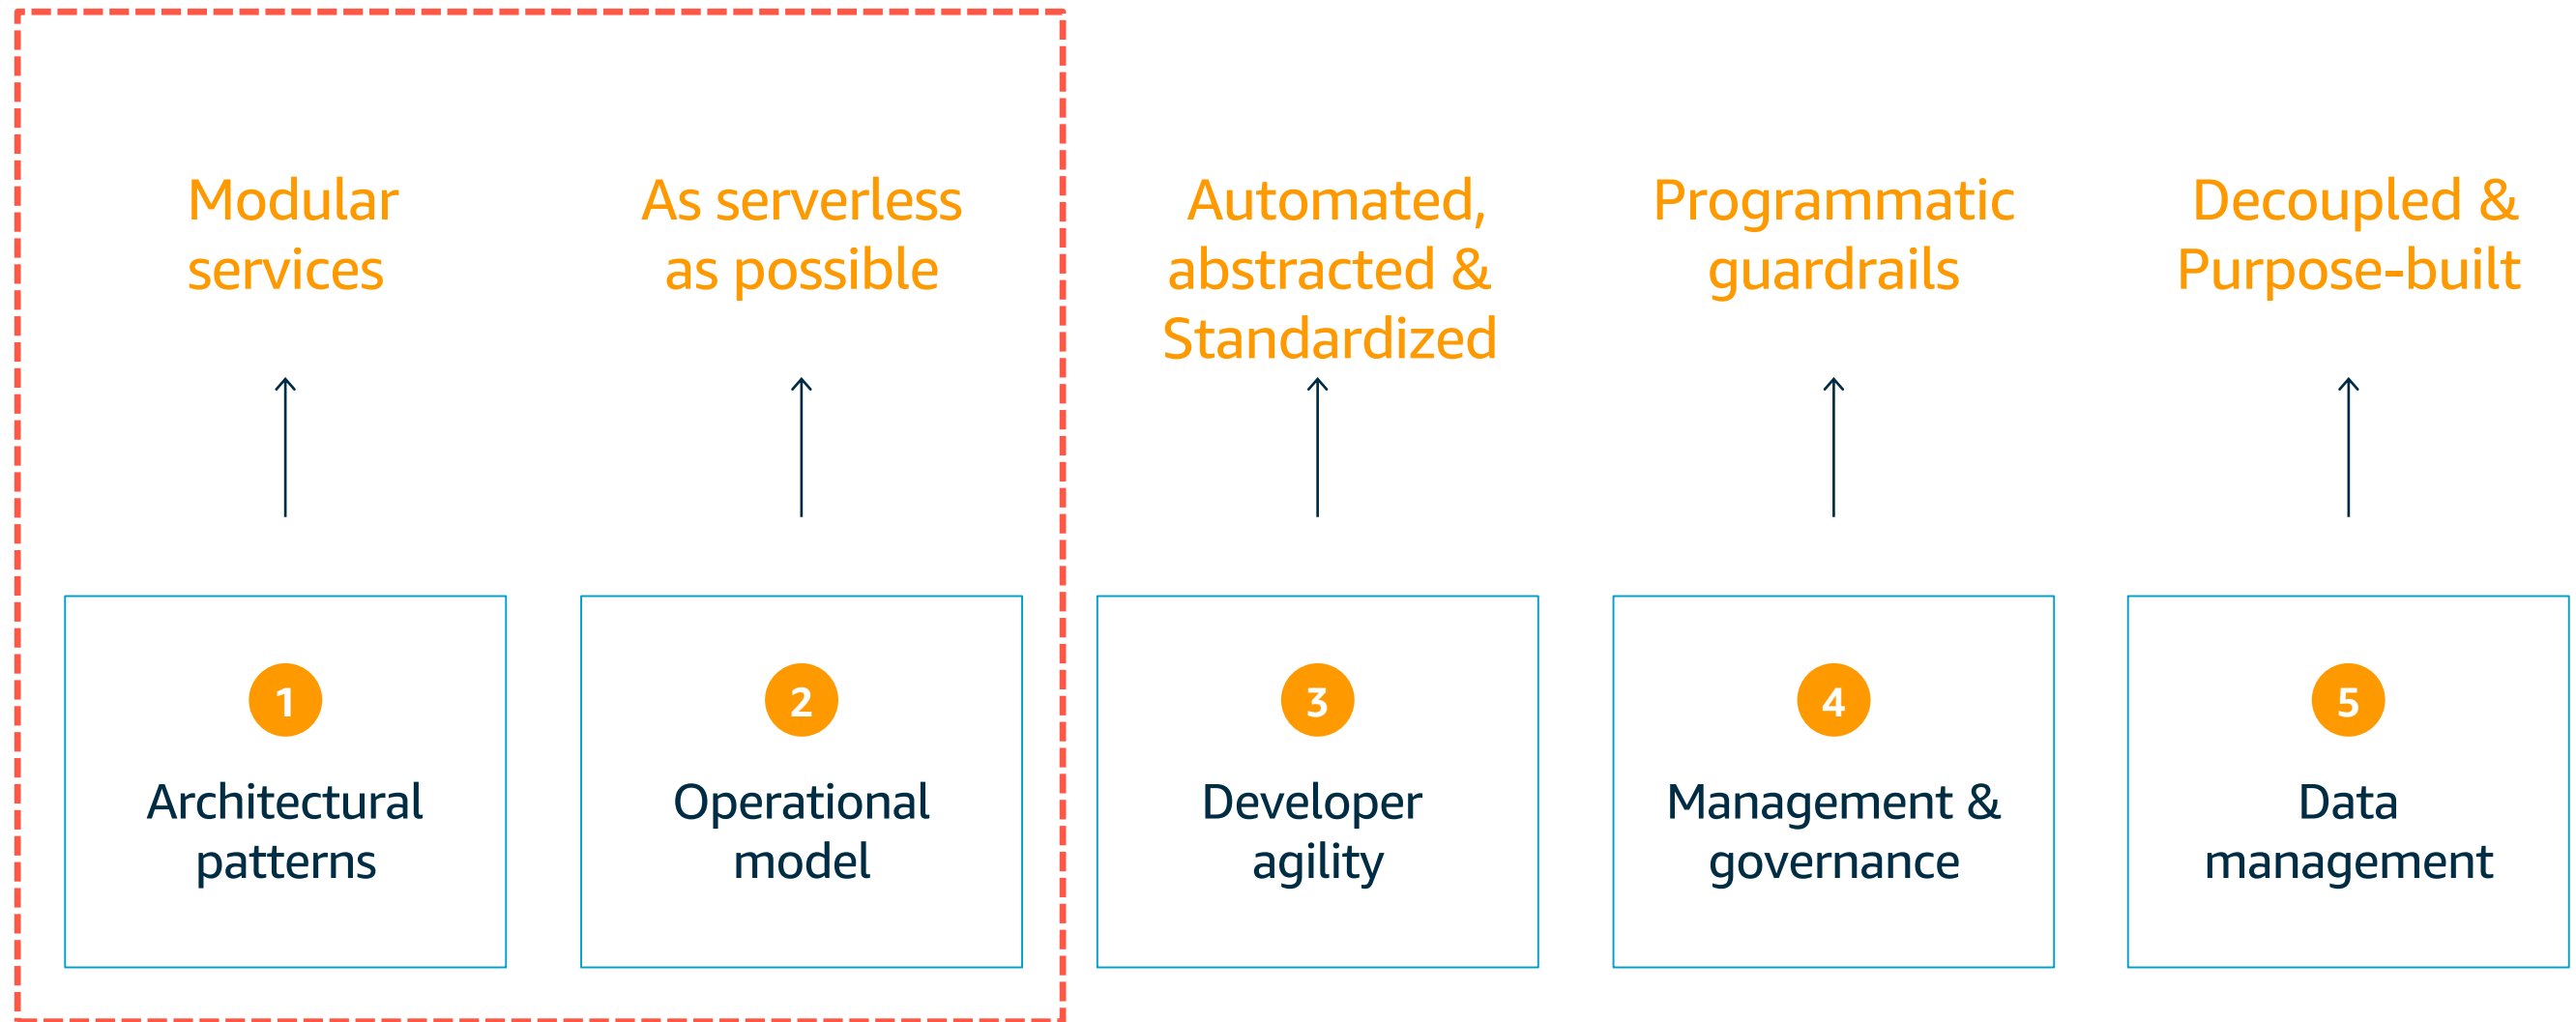 Modular
services
As serverless
as possible
Automated,
abstracted &
Standardized
Programmatic
guardrails
Decoupled &
Purpose-built
1
Architectural
patterns
2
Operational
model
3
Developer
agility
4
Management &
governance
5
Data
management